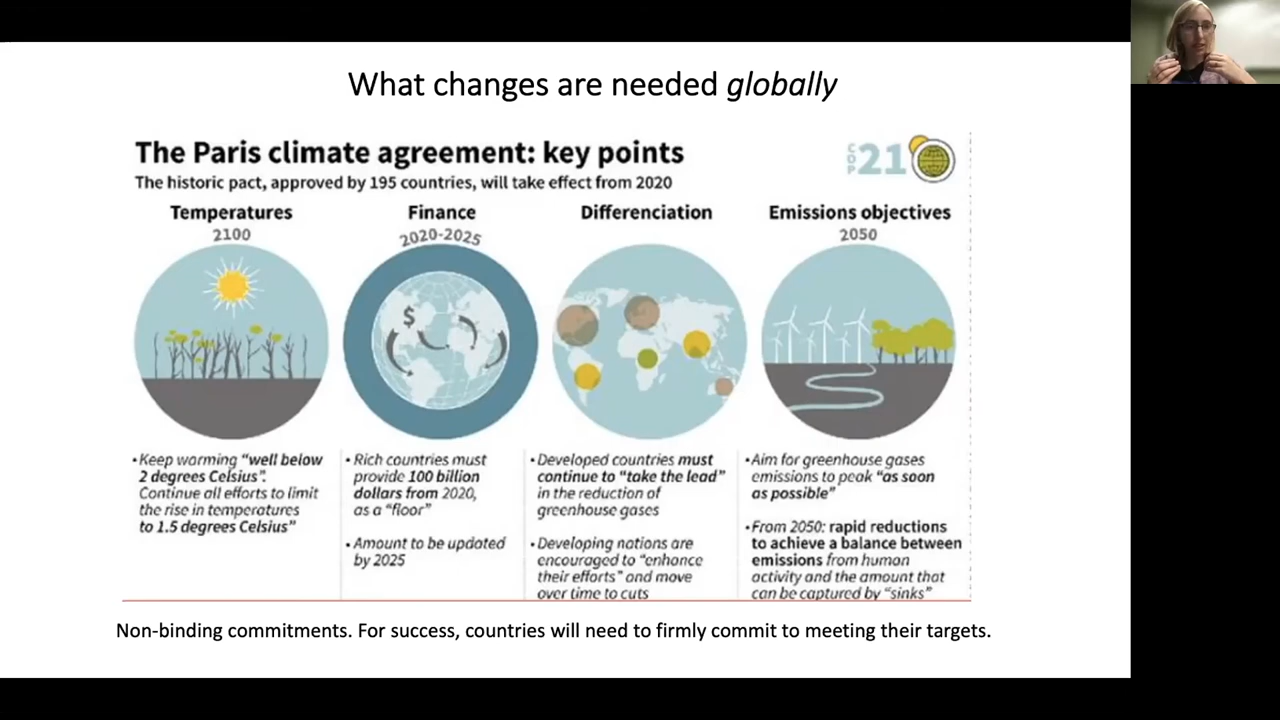 What changes are needed globally
The Paris climate agreement: key points
COP 21
The historic pact, approved by 195 countries, will take effect from 2020
Temperatures
2100
•Keep warming "well below
2 degrees Celsius".
Continue all efforts to limit
the rise in temperatures
to 1.5 degrees Celsius"
Finance
2020-2025
$
•Rich countries must
provide 100 billion
dollars from 2020,
as a "floor"
•Amount to be updated
by 2025
Differenciation
•Developed countries must
continue to "take the lead"
in the reduction of
greenhouse gases
•Developing nations are
encouraged to "enhance
their efforts" and move
over time to cuts
Emissions objectives
2050
•Aim for greenhouse gases
emissions to peak "as soon
as possible"
•From 2050: rapid reductions
to achieve a balance between
emissions from human
activity and the amount that
can be captured by "sinks"
Non-binding commitments. For success, countries will need to firmly commit to meeting their targets.